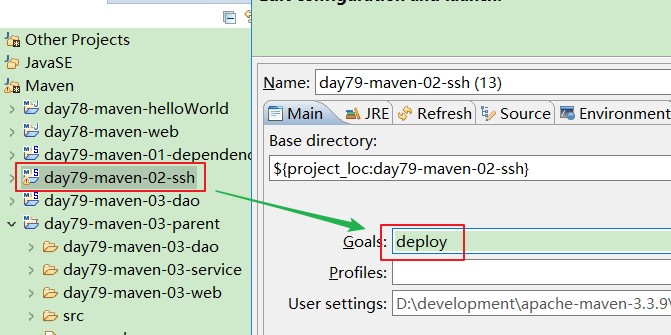 Other Projects
JavaSE
Maven
day78-maven-helloWorld
day78-maven-web
day79-maven-01-dependenc
day79-maven-02-ssh
day79-maven-03-dao
day79-maven-03-parent
day79-maven-03-dao
day79-maven-03-service
day79-maven-03-web
src
Name: day79-maven-02-ssh (13)
Main JRE Refresh Source Environment
Base directory:
${project_loc:day79-maven-02-ssh}
Goals: deploy
Profiles:
User settings: D:\development\apache-maven-3.3.9\